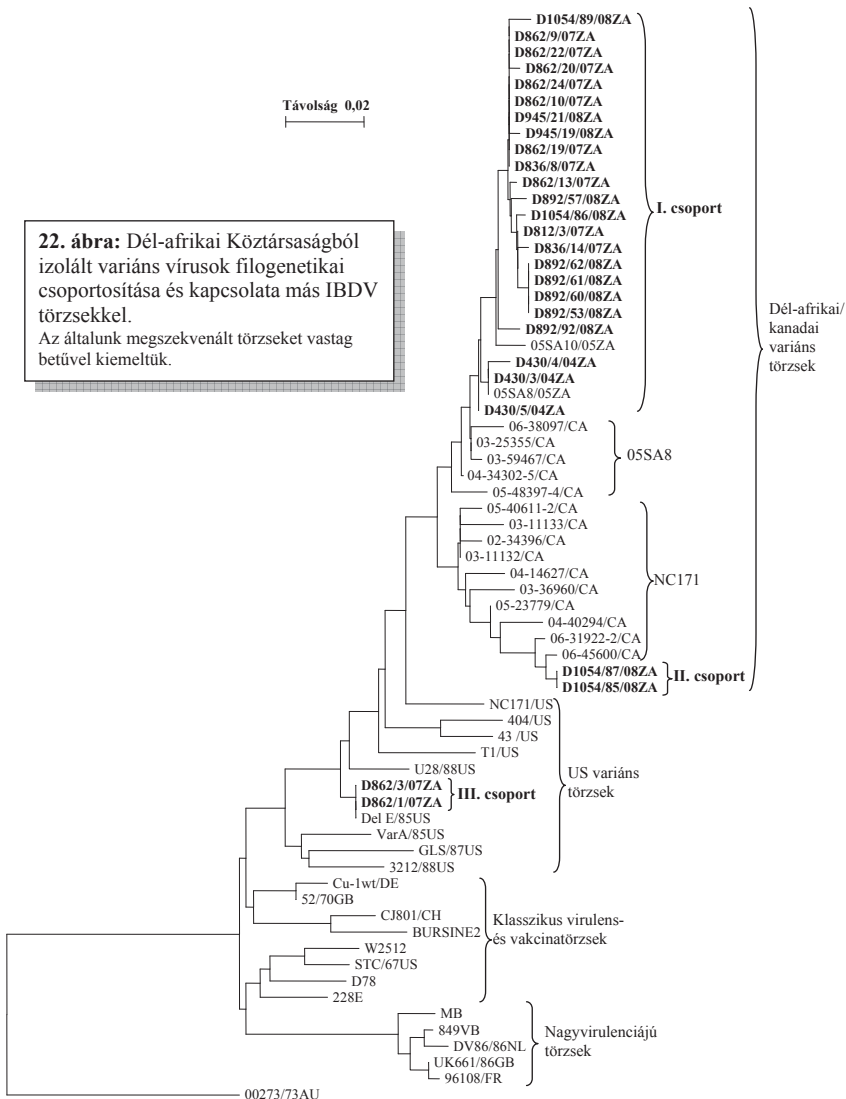 D1054/89/08ZA
D862/9/07ZA
D862/22/07ZA
D862/20/07ZA
D862/24/07ZA
D862/10/07ZA
D945/21/08ZA
D945/19/08ZA
D862/19/07ZA
D836/8/07ZA
D862/13/07ZA
D892/57/08ZA
D1054/86/08ZA
D812/3/07ZA
D836/14/07ZA
D892/62/08ZA
D892/61/08ZA
D892/60/08ZA
D892/53/08ZA
D892/92/08ZA
05SA10/05ZA
D430/4/04ZA
D430/3/04ZA
05SA8/05ZA
D430/5/04ZA
I. csoport
Távolság 0,02
22. ábra: Dél-afrikai Köztársaságból
izolált variáns vírusok filogenetikai
csoportosítása és kapcsolata más IBDV
törzsekkel.
Az általunk megszekvenált törzseket vastag
betűvel kiemeltük.
Dél-afrikai/
kanadai
variáns
törzsek
06-38097/CA
03-25355/CA
03-59467/CA
04-34302-5/CA
05-48397-4/CA
05SA8
05-40611-2/CA
03-11133/CA
02-34396/CA
03-11132/CA
04-14627/CA
03-36960/CA
05-23779/CA
04-40294/CA
06-31922-2/CA
06-45600/CA
NC171
D1054/87/08ZA
D1054/85/08ZA
II. csoport
NC171/US
404/US
43 /US
T1/US
U28/88US
D862/3/07ZA
D862/1/07ZA
III. csoport
Del E/85US
VarA/85US
GLS/87US
3212/88US
US variáns
törzsek
Cu-1wt/DE
52/70GB
CJ801/CH
BURSINE2
W2512
STC/67US
D78
228E
Klasszikus virulens-
és vakcinatörzsek
MB
849VB
DV86/86NL
UK661/86GB
96108/FR
Nagyvirulenciájú
törzsek
00273/73AU